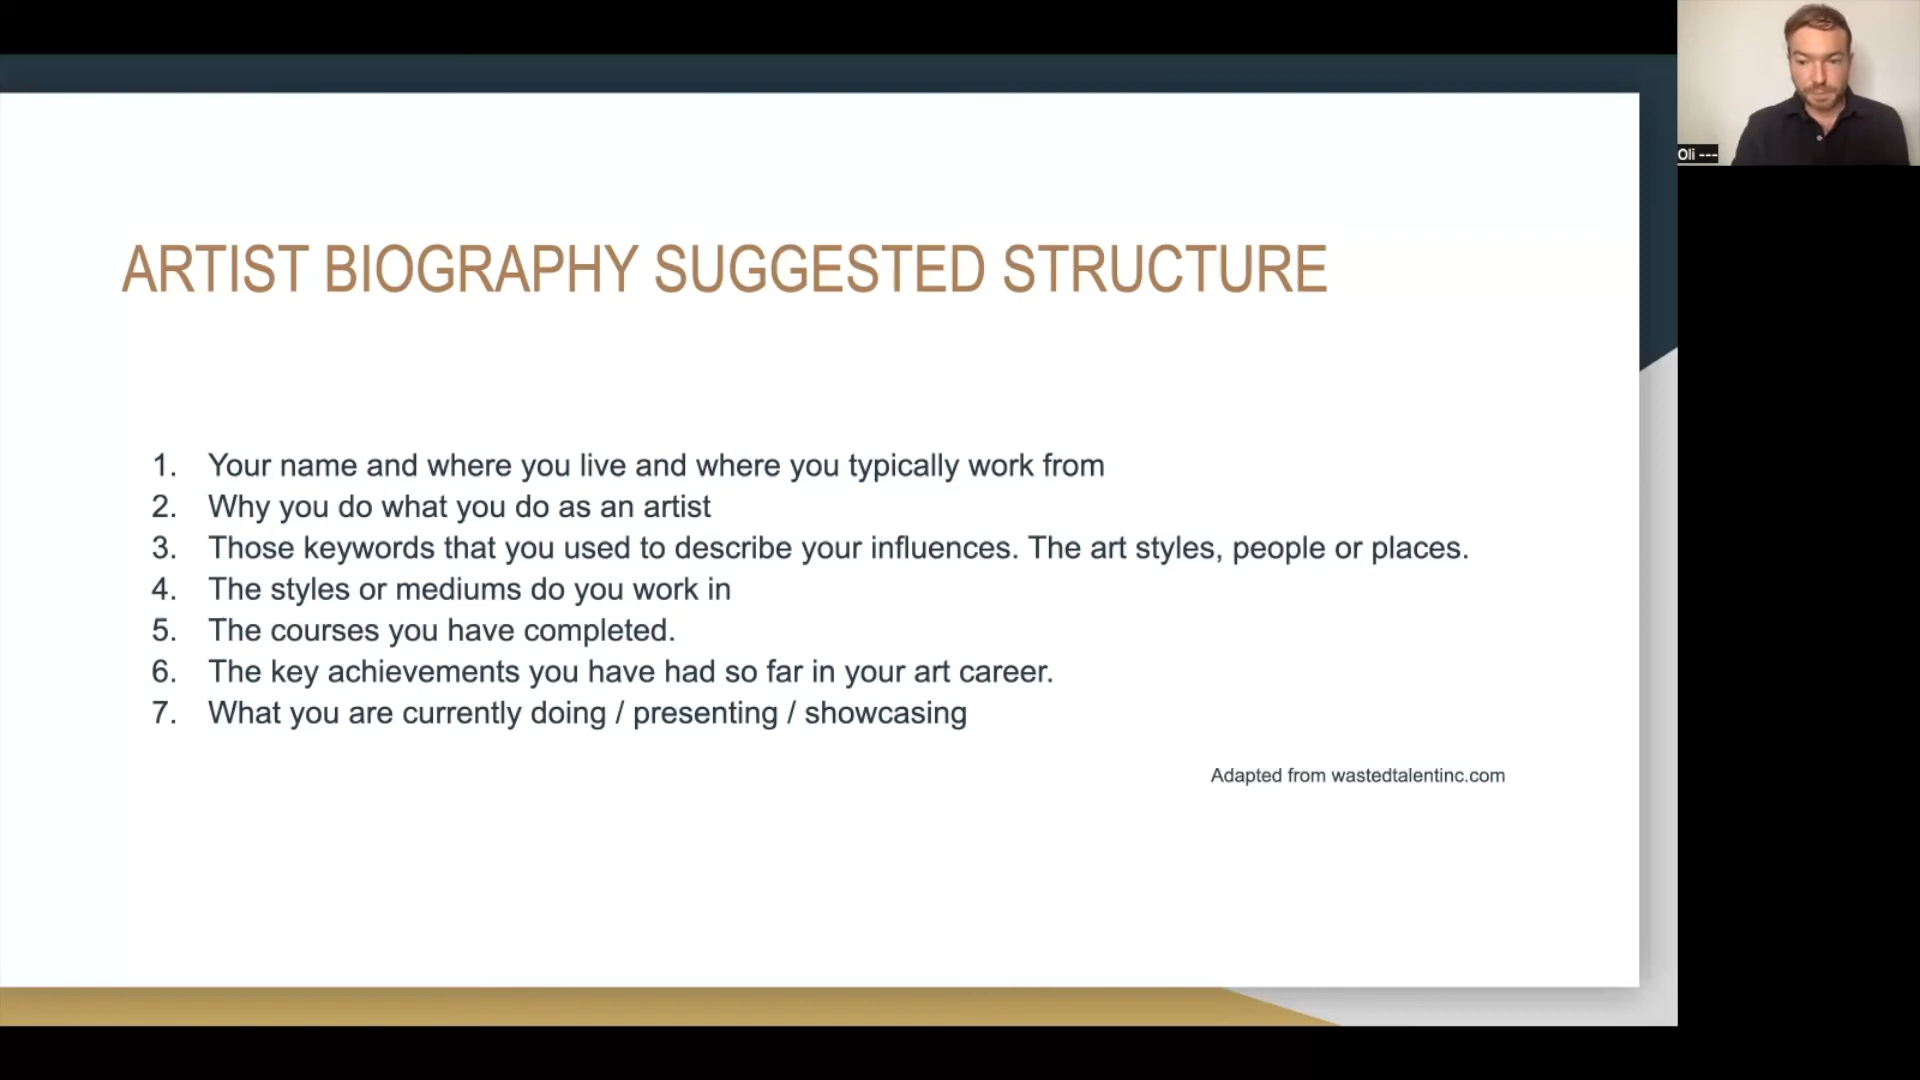 ARTIST BIOGRAPHY SUGGESTED STRUCTURE
1. Your name and where you live and where you typically work from
2. Why you do what you do as an artist
3. Those keywords that you used to describe your influences. The art styles, people or places.
4. The styles or mediums do you work in
5. The courses you have completed.
6. The key achievements you have had so far in your art career.
7. What you are currently doing / presenting / showcasing
Adapted from wastedtalentinc.com
Oli ---